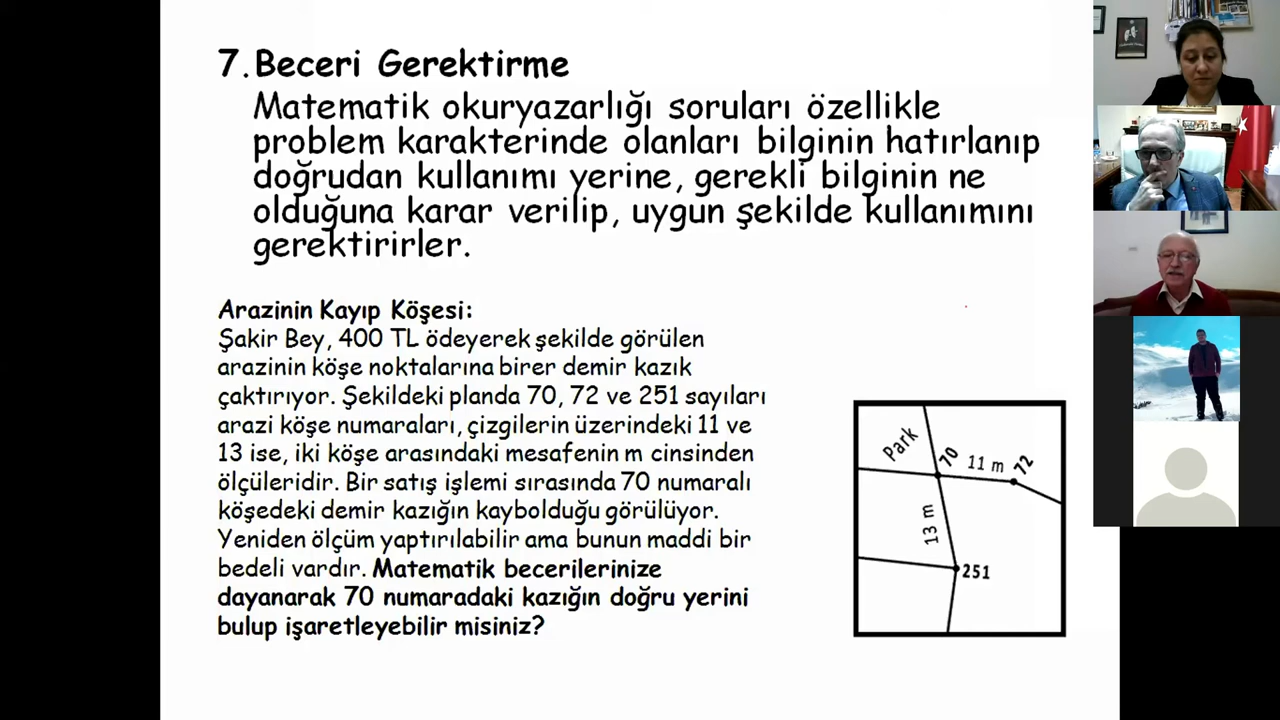 7. Beceri Gerektirme
Matematik okuryazarlığı soruları özellikle
problem karakterinde olanları bilginin hatırlanıp
doğrudan kullanımı yerine, gerekli bilginin ne
olduğuna karar verilip, uygun şekilde kullanımını
gerektirirler.
Arazinin Kayıp Köşesi:
Şakir Bey, 400 TL ödeyerek şekilde görülen
arazinin köşe noktalarına birer demir kazık
çaktırıyor. Şekildeki planda 70, 72 ve 251 sayıları
arazi köşe numaraları, çizgilerin üzerindeki 11 ve
13 ise, iki köşe arasındaki mesafenin m cinsinden
ölçüleridir. Bir satış işlemi sırasında 70 numaralı
köşedeki demir kazığın kaybolduğu görülüyor.
Yeniden ölçüm yaptırılabilir ama bunun maddi bir
bedeli vardır. Matematik becerilerinize
dayanarak 70 numaradaki kazığın doğru yerini
bulup işaretleyebilir misiniz?
Park
70
11 m
72
13 m
251